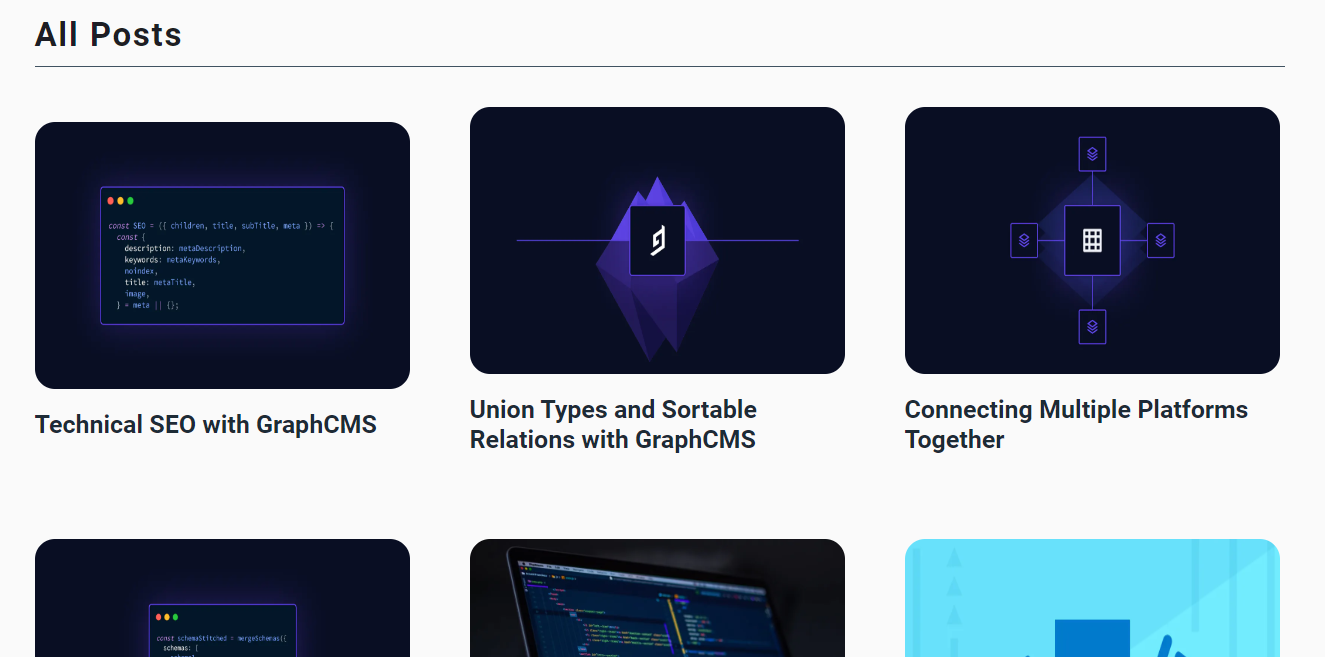 All Posts
const SEO = ({ children, title, subTitle, meta }) => {
const {
description: metaDescription,
keywords: metaKeywords,
noindex,
title: metaTitle,
image,
} = meta || {};
Technical SEO with GraphCMS
Union Types and Sortable
Relations with GraphCMS
Connecting Multiple Platforms
Together
const schemaStitched = mergeSchemas({
schemas: [